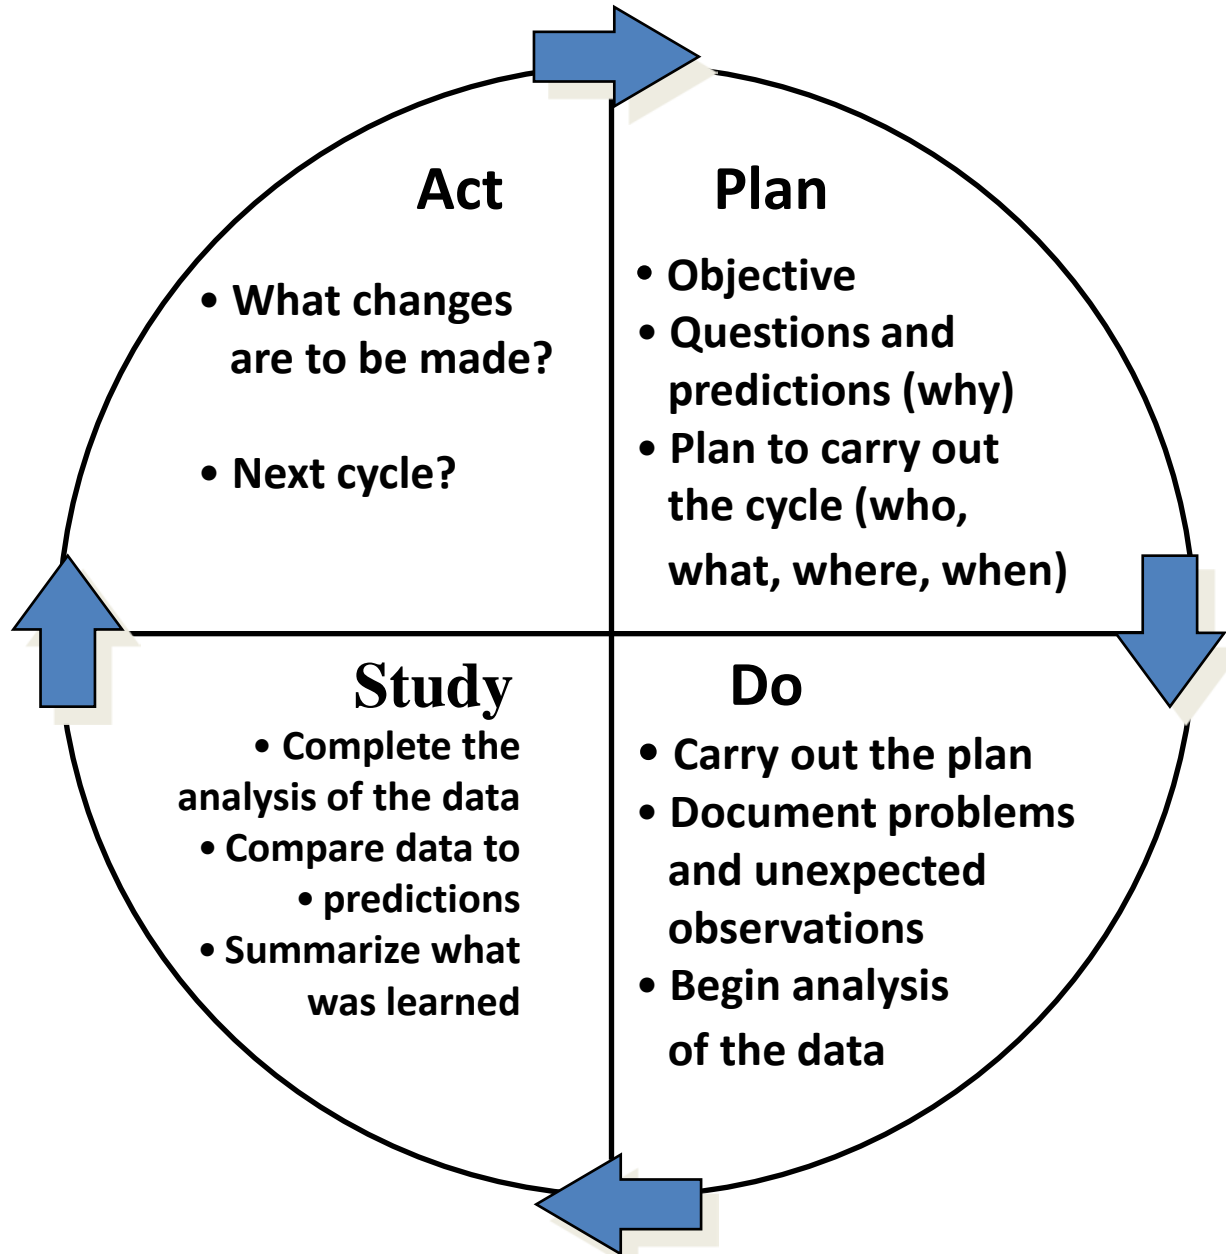 Act
• What changes
are to be made?
• Next cycle?
Plan
• Objective
• Questions and
predictions (why)
• Plan to carry out
the cycle (who,
what, where, when)
Study
• Complete the
analysis of the data
• Compare data to
• predictions
• Summarize what
was learned
Do
• Carry out the plan
• Document problems
and unexpected
observations
• Begin analysis
of the data